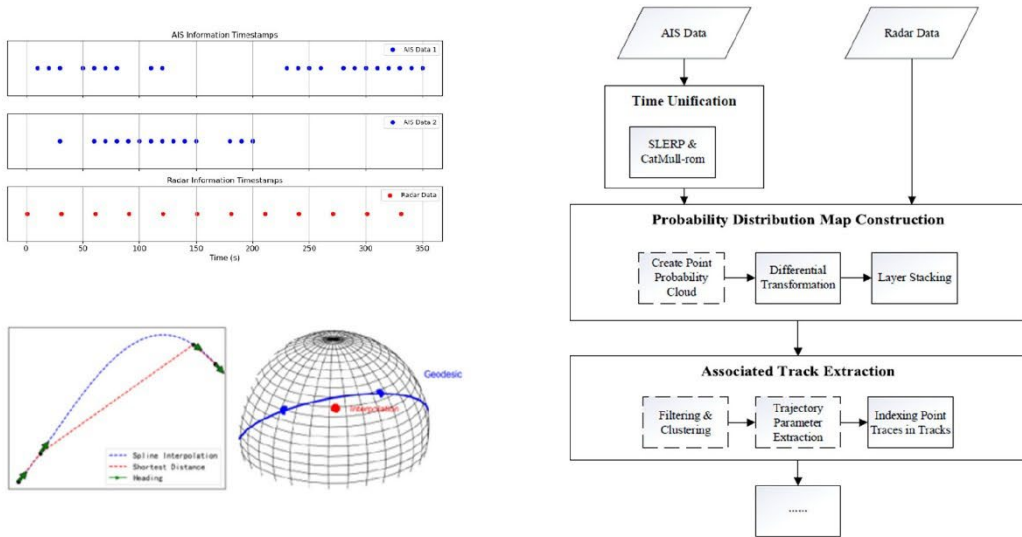 AIS Information Timestamps
AIS Data 1
AIS Data 2
Radar Information Timestamps
Radar Data
0 50 100 150 200 250 300 350
Time (s)
Spline Interpolation
Shortest Distance
Heading
Geodesic
Interpolation
AIS Data
Radar Data
Time Unification
SLERP &
CatMull-rom
Probability Distribution Map Construction
Create Point
Probability
Cloud
Differential
Transformation
Layer Stacking
Associated Track Extraction
Filtering &
Clustering
Trajectory
Parameter
Extraction
Indexing Point
Traces in Tracks
......